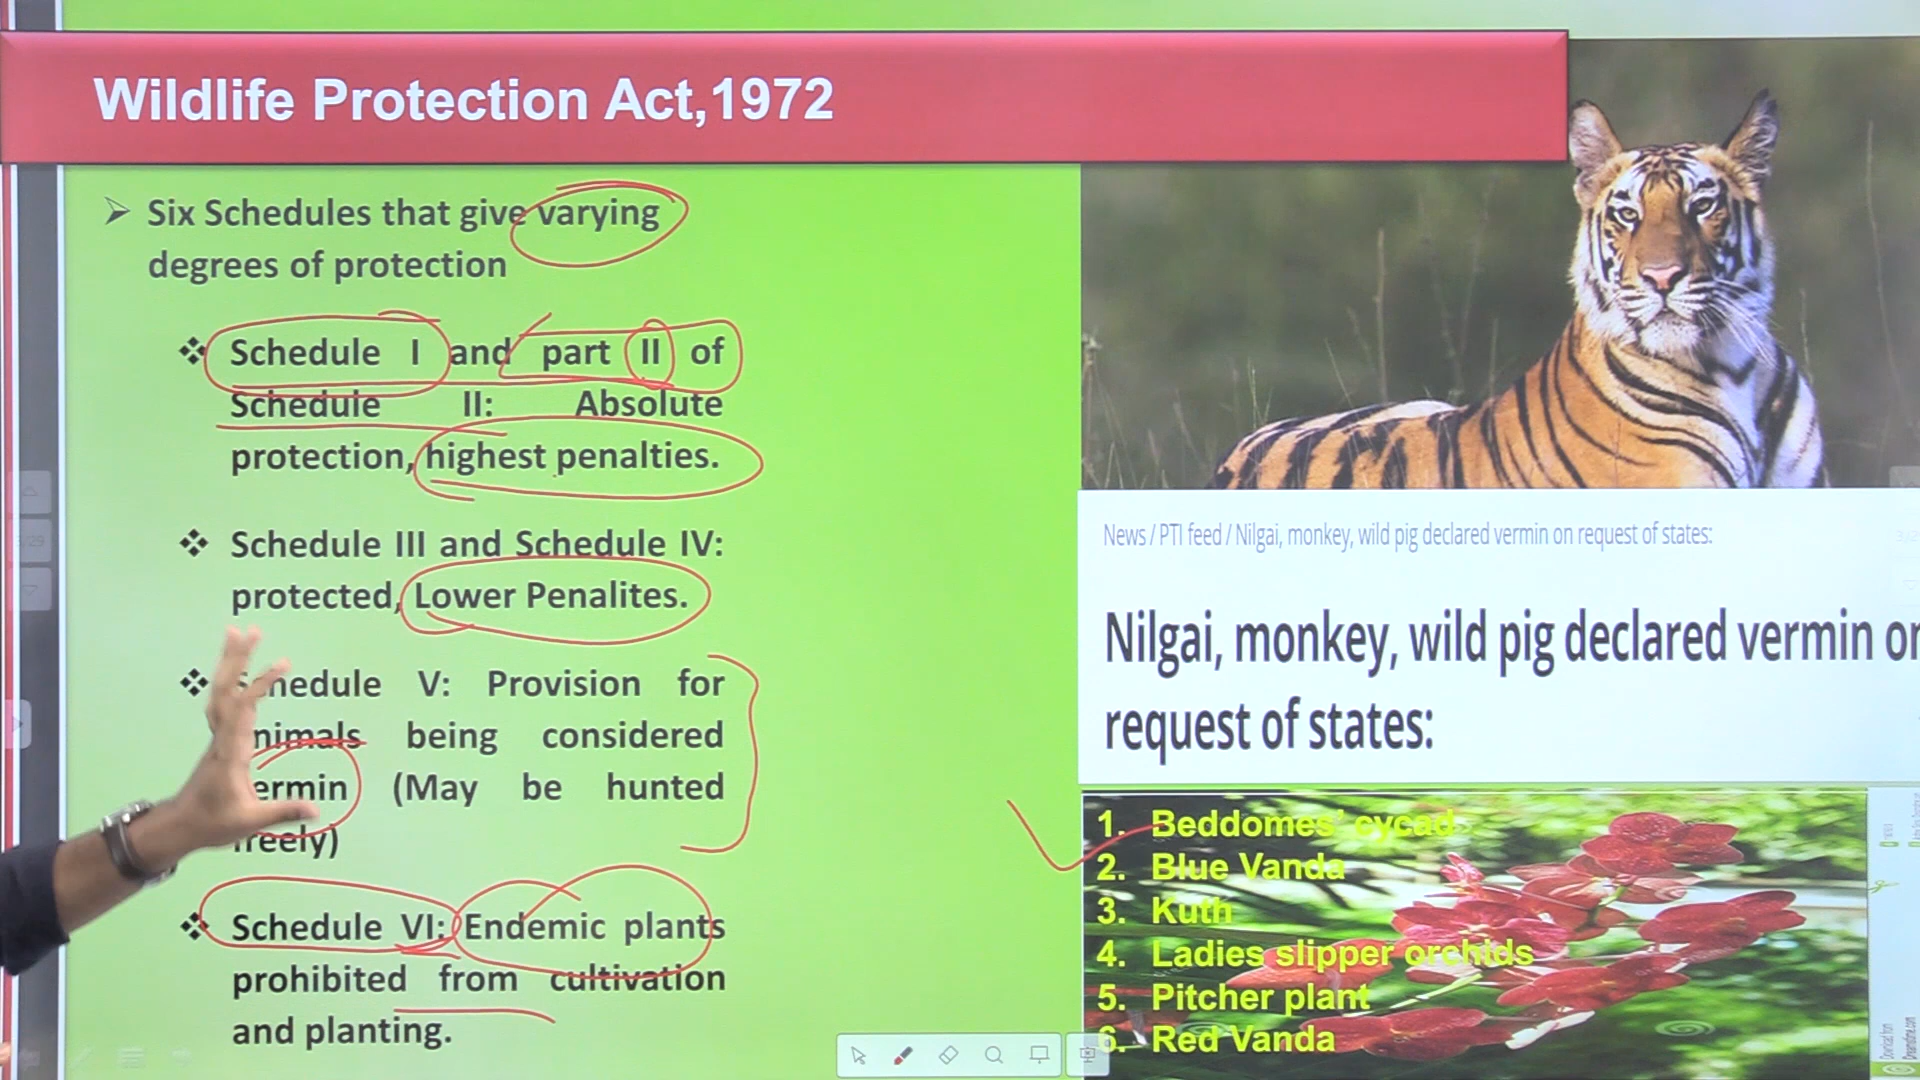 Wildlife Protection Act,1972
Six Schedules that give varying
degrees of protection
Schedule I and part II of
Schedule II: Absolute
protection, highest penalties.
Schedule III and Schedule IV:
protected, Lower Penalites.
Schedule V: Provision for
being considered
(May be hunted
freely)
Schedule VI: Endemic plants
prohibited from cultivation
and planting.
News / PTI feed / Nilgai, monkey, wild pig declared vermin on request of states:
Nilgai, monkey, wild pig declared vermin or
request of states:
1. Beddomes' cycad
2. Blue Vanda
3. Kuth
4. Ladies slipper orchids
5. Pitcher plant
6. Red Vanda